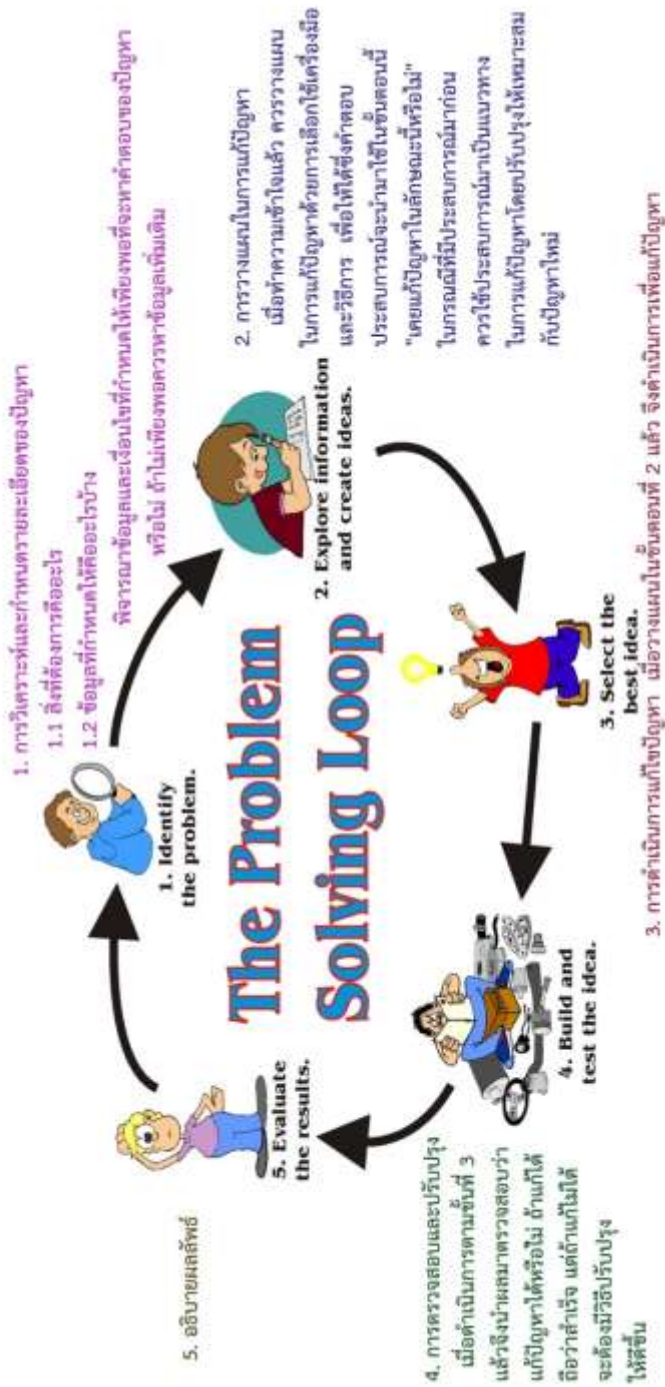 1. การวิเคราะห์และกำหนดรายละเอียดของปัญหา
1.1 สิ่งที่ต้องการคืออะไร
1.2 ข้อมูลที่กำหนดให้คืออะไรบ้าง
พิจารณาข้อมูลและเงื่อนไขที่กำหนดให้เพียงพอที่จะหาคำตอบของปัญหา
หรือไม่ ถ้าไม่เพียงพอควรหาข้อมูลเพิ่มเติม
1. Identify
the problem.
2. การวางแผนในการแก้ปัญหา
เมื่อทำความเข้าใจแล้ว ควรวางแผน
ในการแก้ปัญหาด้วยการเลือกใช้เครื่องมือ
และวิธีการ เพื่อให้ได้ซึ่งคำตอบ
ประสบการณ์จะนำมาใช้ในขั้นตอนนี้
"เคยแก้ปัญหาในลักษณะนี้หรือไม่"
ในกรณีที่มีประสบการณ์มาก่อน
ควรใช้ประสบการณ์มาเป็นแนวทาง
ในการแก้ปัญหาโดยปรับปรุงให้เหมาะสม
กับปัญหาใหม่
2. Explore information
and create ideas.
The Problem
Solving Loop
5. อธิบายผลลัพธ์
5. Evaluate
the results.
3. Select the
best idea.
4. การตรวจสอบและปรับปรุง
เมื่อดำเนินการตามขั้นที่ 3
แล้วจึงนำผลมาตรวจสอบว่า
แก้ปัญหาได้หรือไม่ ถ้าแก้ได้
ถือว่าสำเร็จ แต่ถ้าแก้ไม่ได้
จะต้องมีวิธีปรับปรุง
ให้ดีขึ้น
4. Build and
test the idea.
3. การดำเนินการแก้ไขปัญหา เมื่อวางแผนในขั้นตอนที่ 2 แล้ว จึงดำเนินการเพื่อแก้ปัญหา